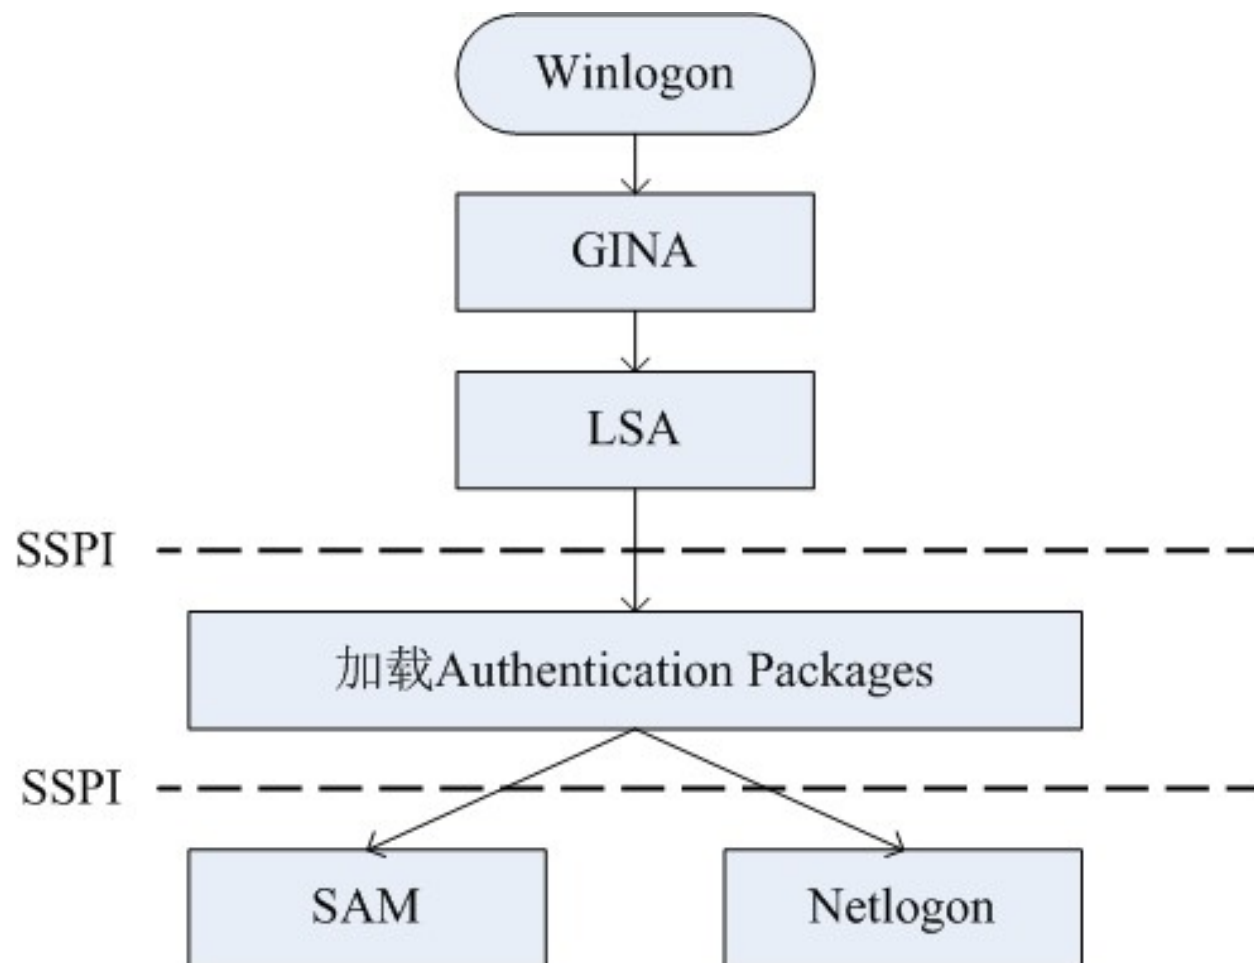 Winlogon
GINA
LSA
SSPI
加载Authentication Packages
SSPI
SAM
Netlogon